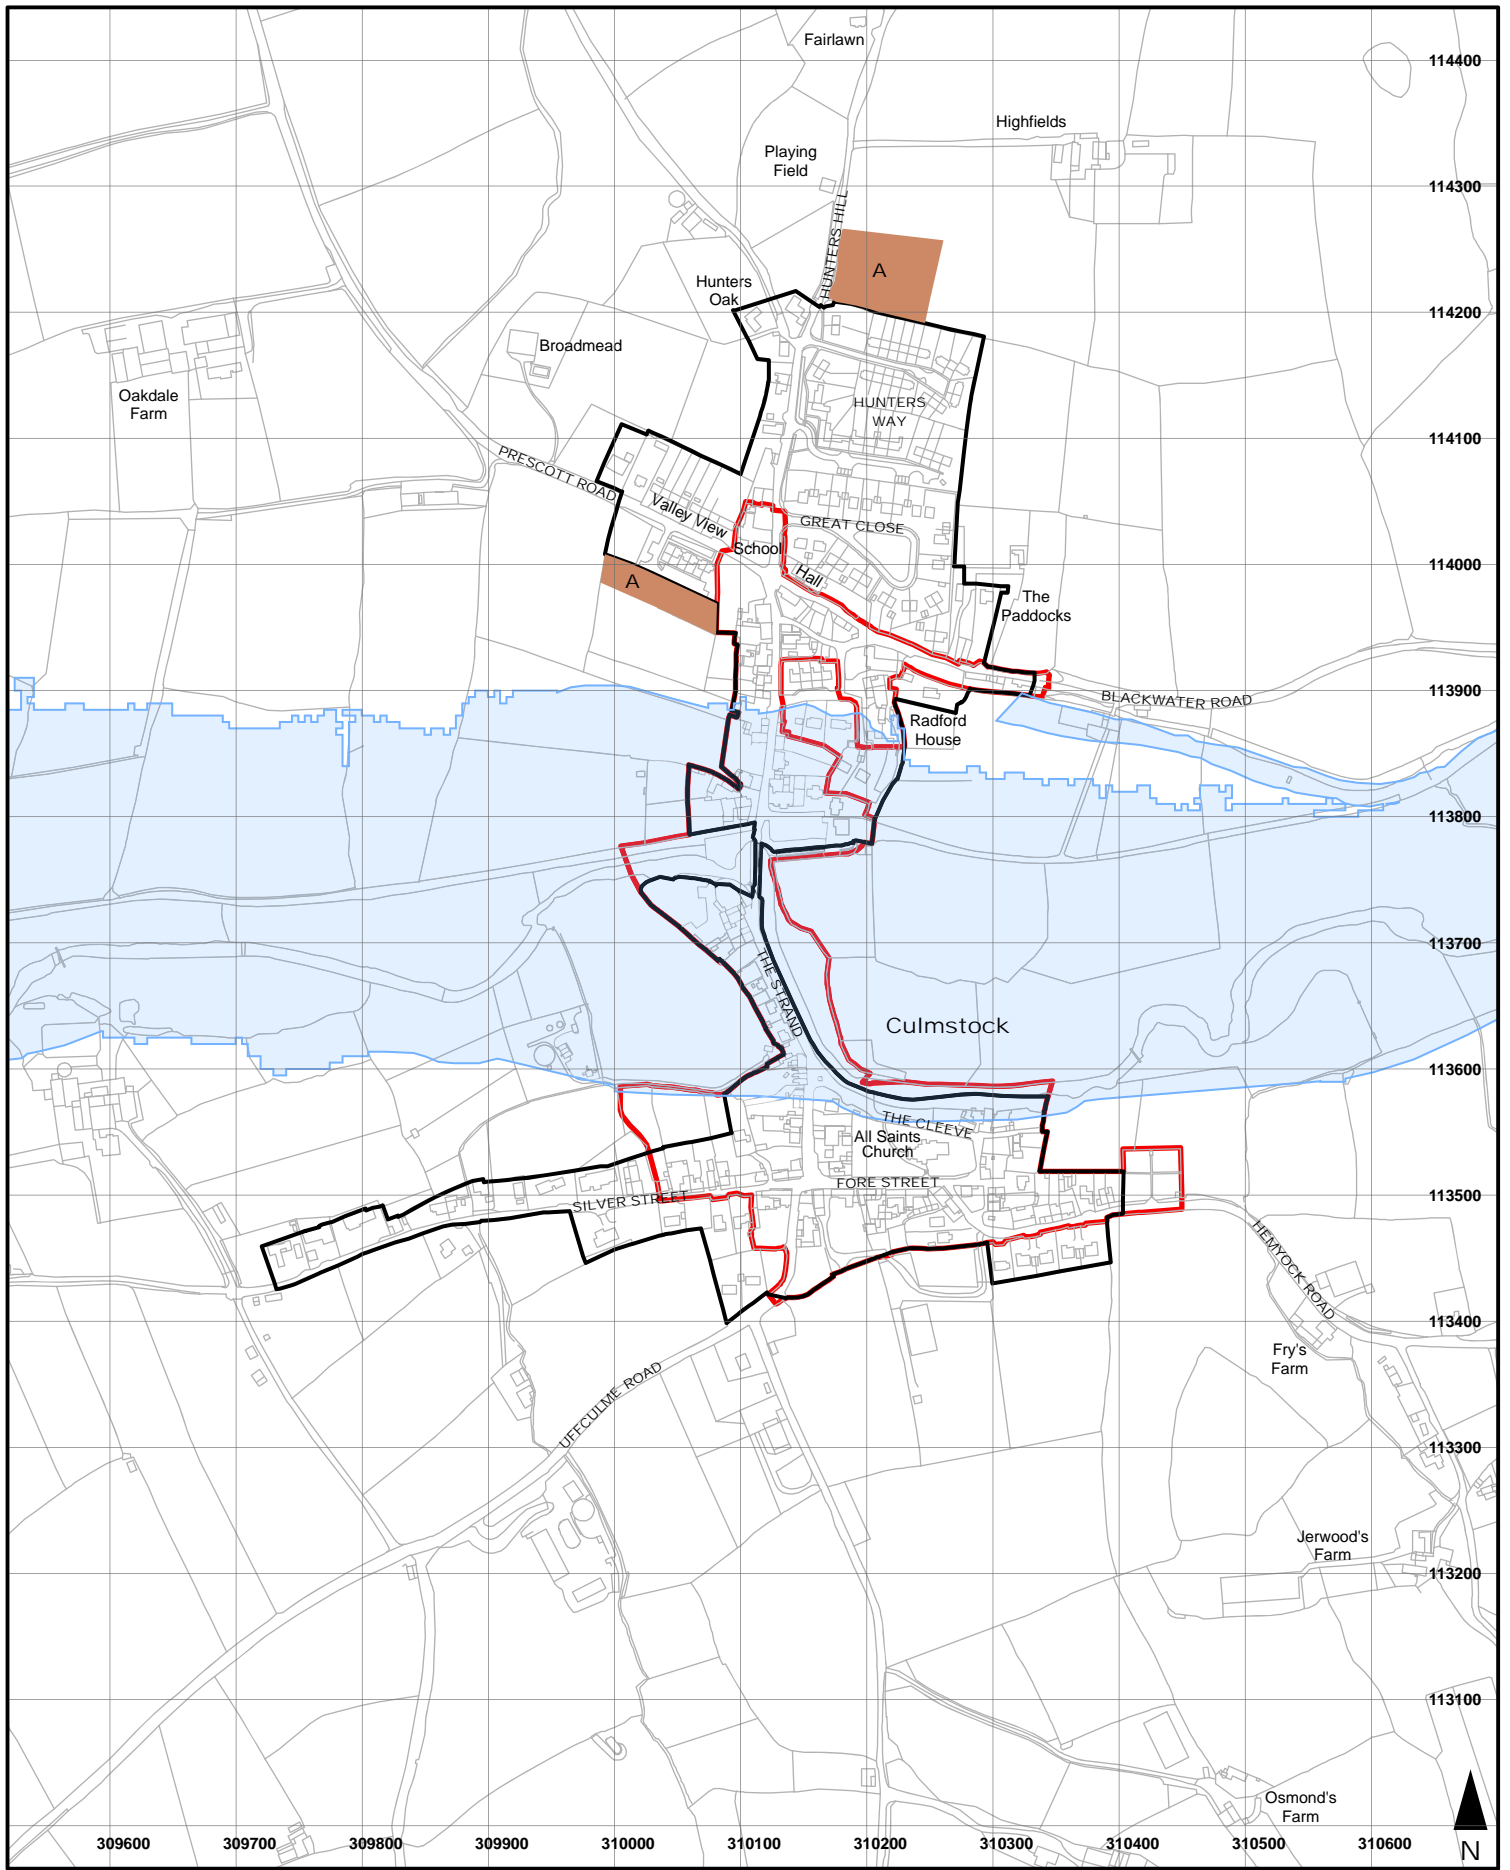 Fairlawn
114400
Highfields
Playing
Field
114300
HUNTERS HILL
A
Hunters
Oak
114200
Broadmead
Oakdale
Farm
HUNTERS
WAY
114100
PRESCOTT ROAD
Valley View
GREAT CLOSE
School
Hall
114000
A
The
Paddocks
BLACKWATER ROAD
113900
Radford
House
113800
113700
THE STRAND
Culmstock
113600
THE CLEEVE
All Saints
Church
FORE STREET
SILVER STREET
113500
HEMYOCK ROAD
113400
Fry's
Farm
UFFCULME ROAD
113300
Jerwood's
Farm
113200
113100
Osmond's
Farm
309600
309700
309800
309900
310000
310100
310200
310300
310400
310500
310600
N